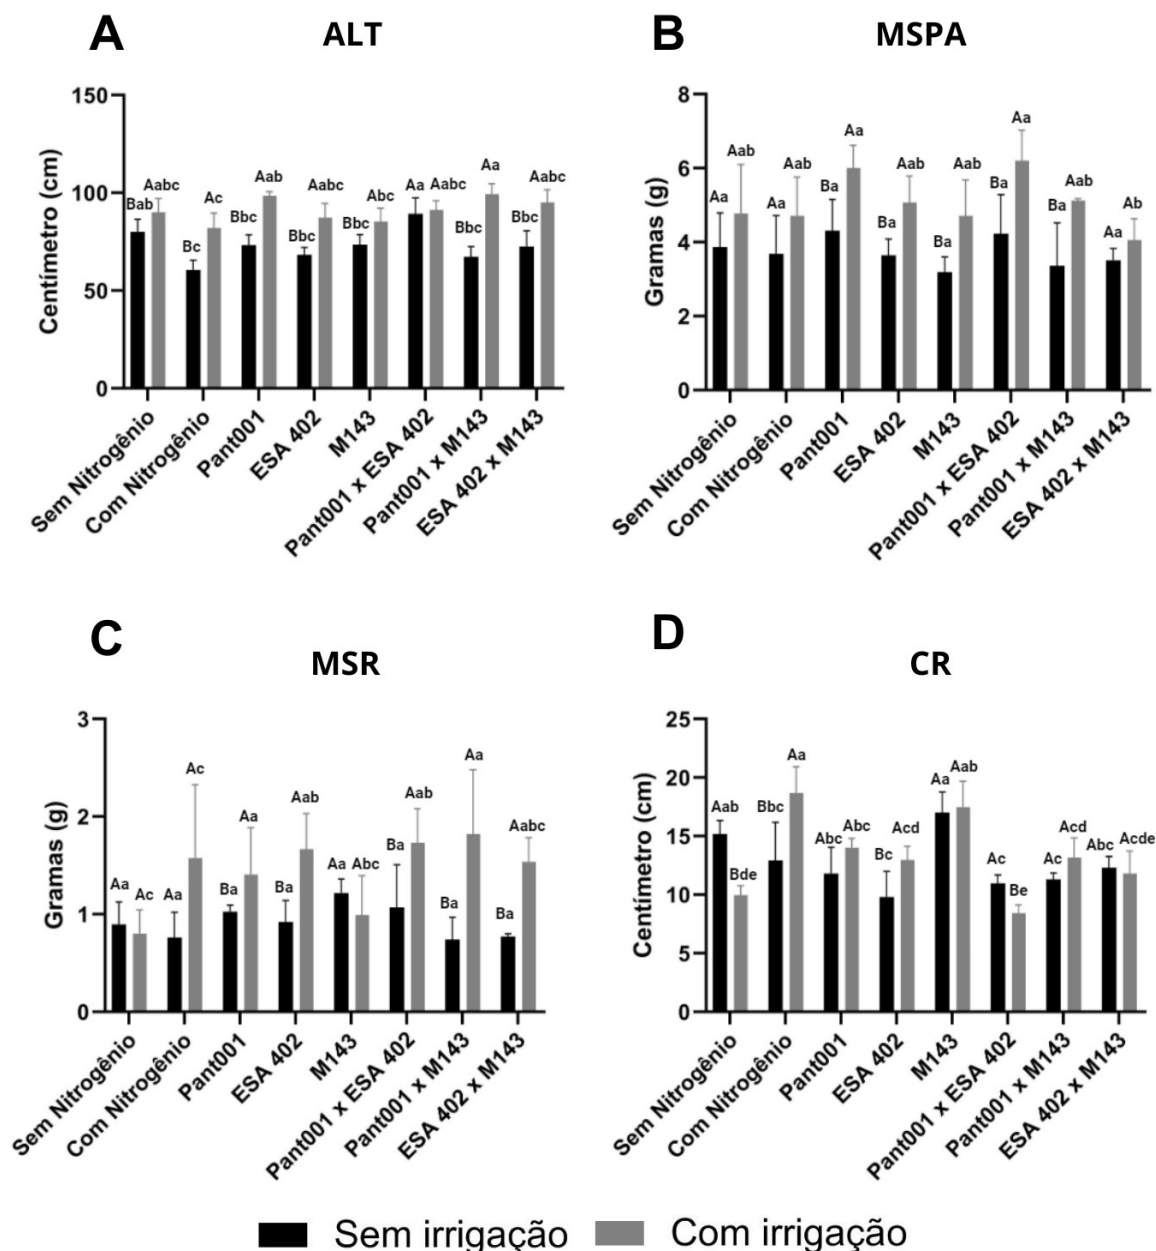 A
ALT
Centímetro (cm)
150
100
50
0
Bab Aabc Bc Ac Bbc Aab Bbc Aabc Bbc Abc Aa Aabc Bbc Aa Bbc Aabc
Sem Nitrogênio
Com Nitrogênio
Pant001
ESA 402
M143
Pant001 x ESA 402
Pant001 x M143
ESA 402 x M143
B
MSPA
Gramas (g)
8
6
4
2
0
Aa Aab Aa Aab Ba Aa Ba Aab Ba Aab Ba Aa Ba Aab Aa Ab
Sem Nitrogênio
Com Nitrogênio
Pant001
ESA 402
M143
Pant001 x ESA 402
Pant001 x M143
ESA 402 x M143
C
MSR
Gramas (g)
3
2
1
0
Aa Ac Aa Ac Ba Aa Ba Aab Aa Abc Ba Aab Ba Aa Ba Aabc
Sem Nitrogênio
Com Nitrogênio
Pant001
ESA 402
M143
Pant001 x ESA 402
Pant001 x M143
ESA 402 x M143
D
CR
Centímetro (cm)
25
20
15
10
5
0
Aab Bde Bbc Aa Abc Abc Bc Acd Aa Aab Ac Be Ac Acd Abc Acde
Sem Nitrogênio
Com Nitrogênio
Pant001
ESA 402
M143
Pant001 x ESA 402
Pant001 x M143
ESA 402 x M143
Sem irrigação Com irrigação